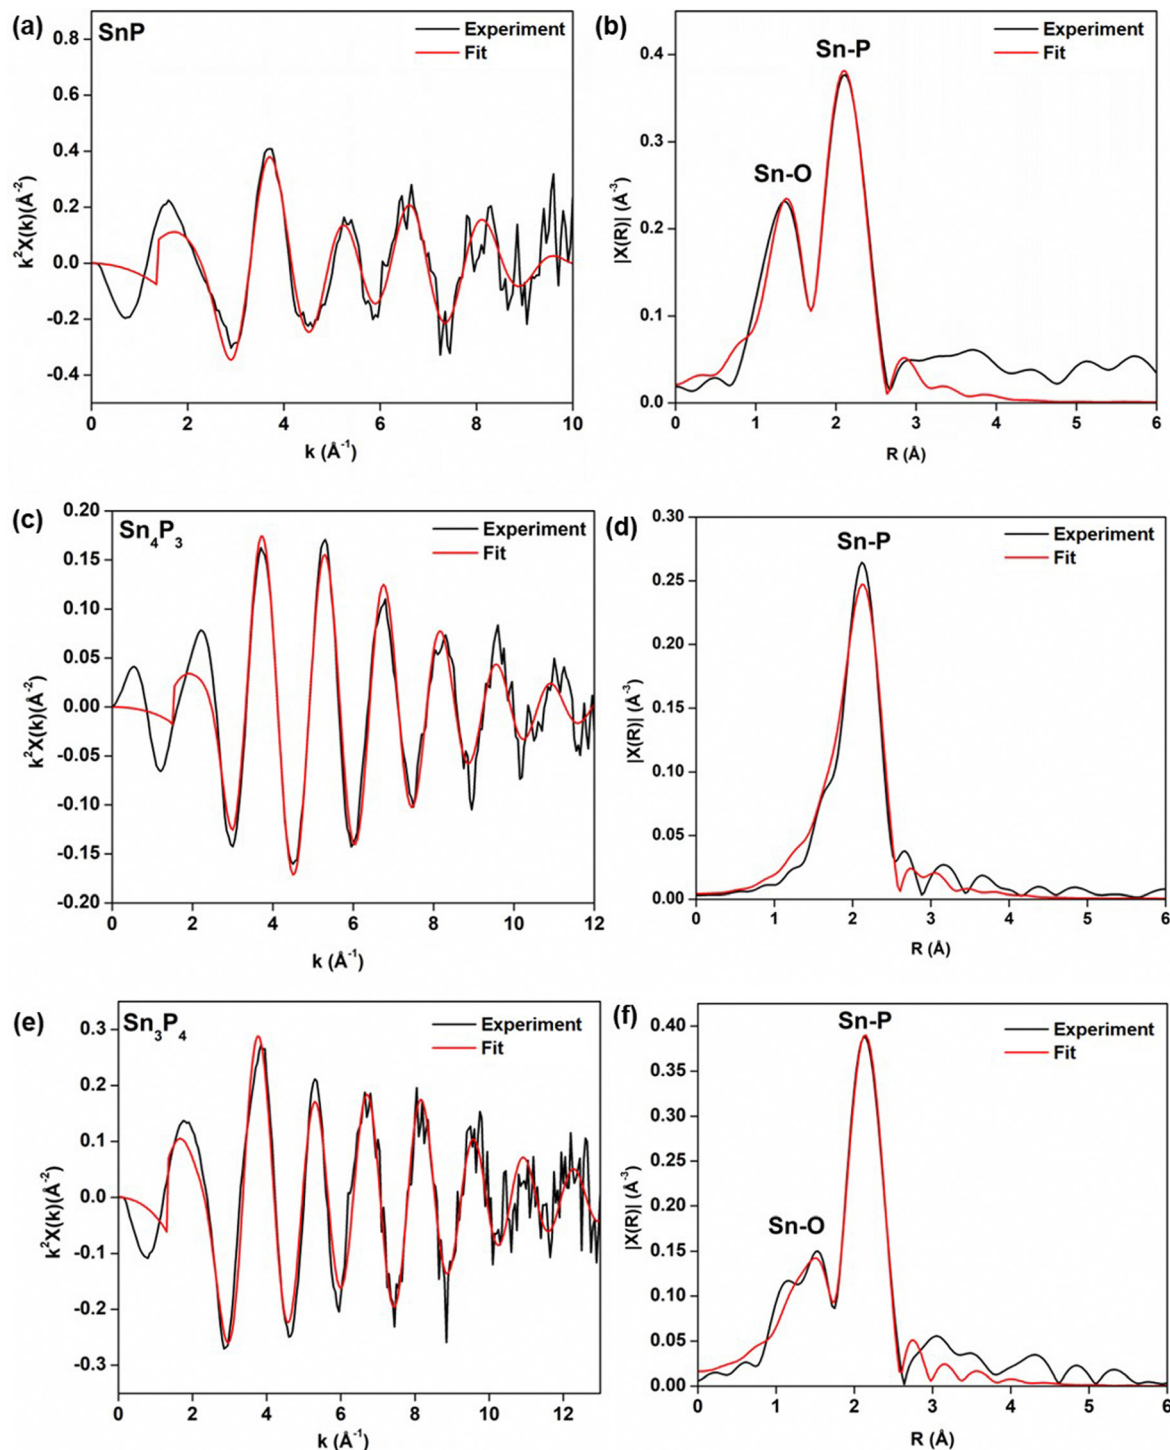 (a)
SnP
Experiment
Fit
0.8
0.6
0.4
0.2
0.0
-0.2
-0.4
k²X(k)(Å⁻²)
0 2 4 6 8 10
k (Å⁻¹)
(b)
Sn-P
Sn-O
Experiment
Fit
0.4
0.3
0.2
0.1
0.0
|X(R)| (Å⁻³)
0 1 2 3 4 5 6
R (Å)
(c)
Sn₄P₃
Experiment
Fit
0.20
0.15
0.10
0.05
0.00
-0.05
-0.10
-0.15
-0.20
k²X(k)(Å⁻²)
0 2 4 6 8 10 12
k (Å⁻¹)
(d)
Sn-P
Experiment
Fit
0.30
0.25
0.20
0.15
0.10
0.05
0.00
|X(R)| (Å⁻³)
0 1 2 3 4 5 6
R (Å)
(e)
Sn₃P₄
Experiment
Fit
0.3
0.2
0.1
0.0
-0.1
-0.2
-0.3
k²X(k)(Å⁻²)
0 2 4 6 8 10 12
k (Å⁻¹)
(f)
Sn-P
Sn-O
Experiment
Fit
0.40
0.35
0.30
0.25
0.20
0.15
0.10
0.05
0.00
|X(R)| (Å⁻³)
0 1 2 3 4 5 6
R (Å)